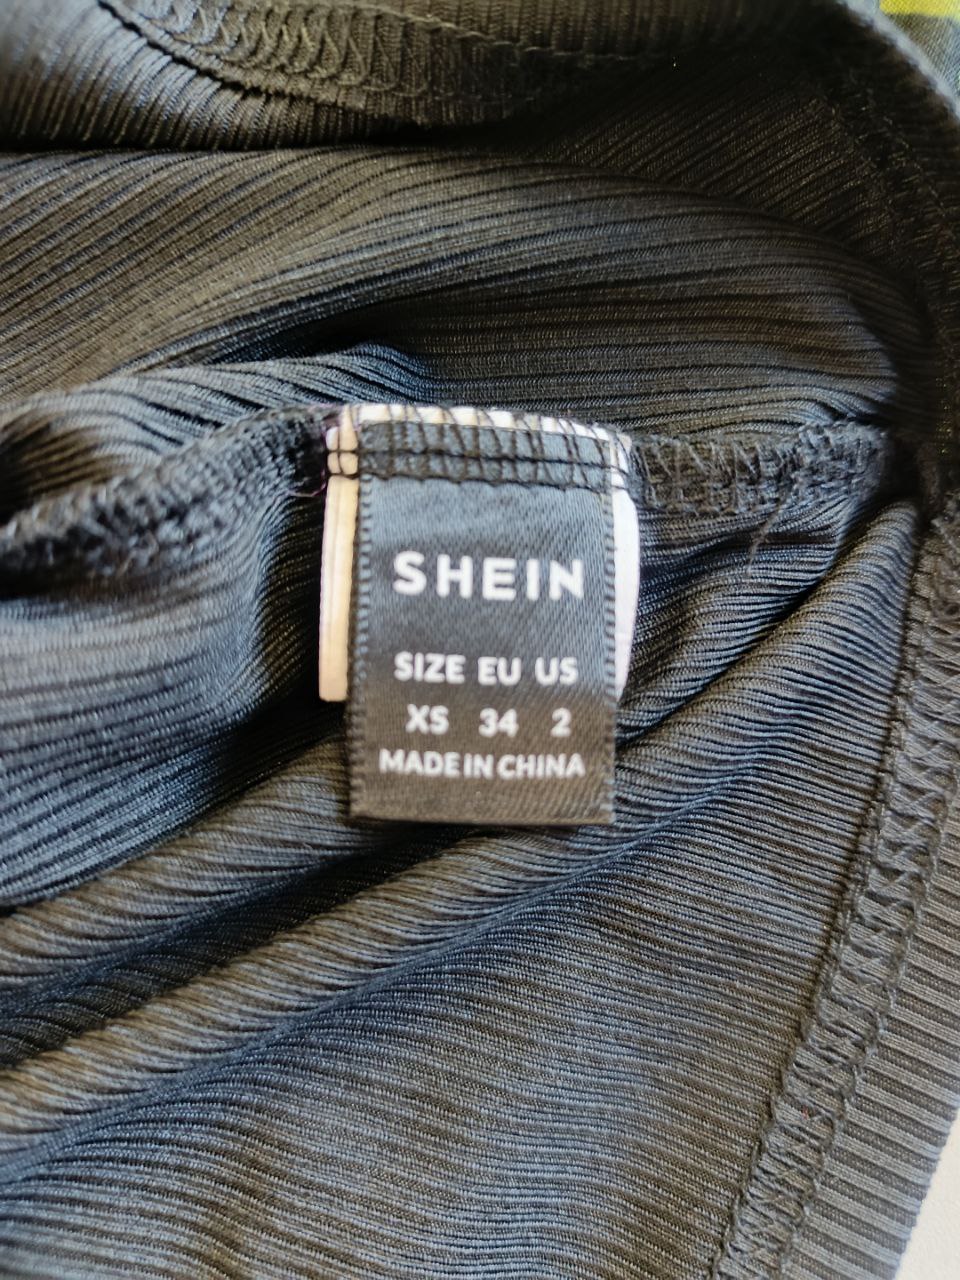 SHEIN
SIZE EU US
XS 34 2
MADE IN CHINA